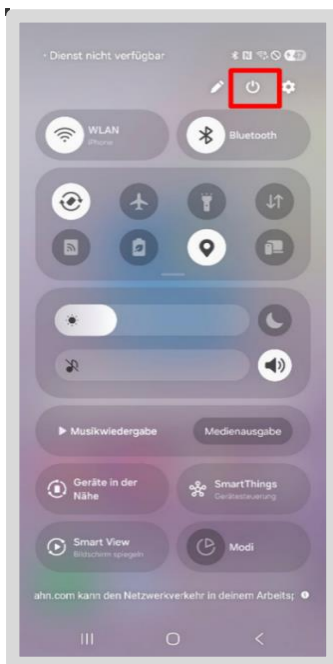 Dienst nicht verfügbar
WLAN
iPhone
Bluetooth
Musikwiedergabe
Medienausgabe
Geräte in der
Nähe
SmartThings
Gerätesteuerung
Smart View
Bildschirm spiegeln
Modi
ahn.com kann den Netzwerkverkehr in deinem Arbeitsp